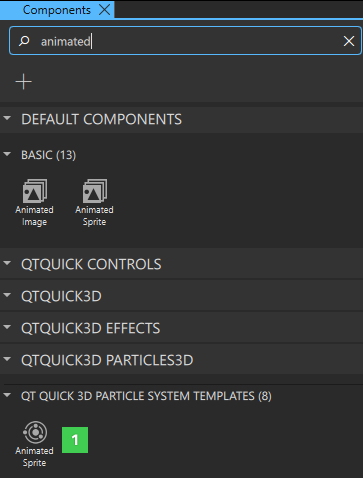 Components
animated
DEFAULT COMPONENTS
BASIC (13)
Animated Animated
Image Sprite
QTQUICK CONTROLS
QTQUICK3D
QTQUICK3D EFFECTS
QTQUICK3D PARTICLES3D
QT QUICK 3D PARTICLE SYSTEM TEMPLATES (8)
1
Animated
Sprite